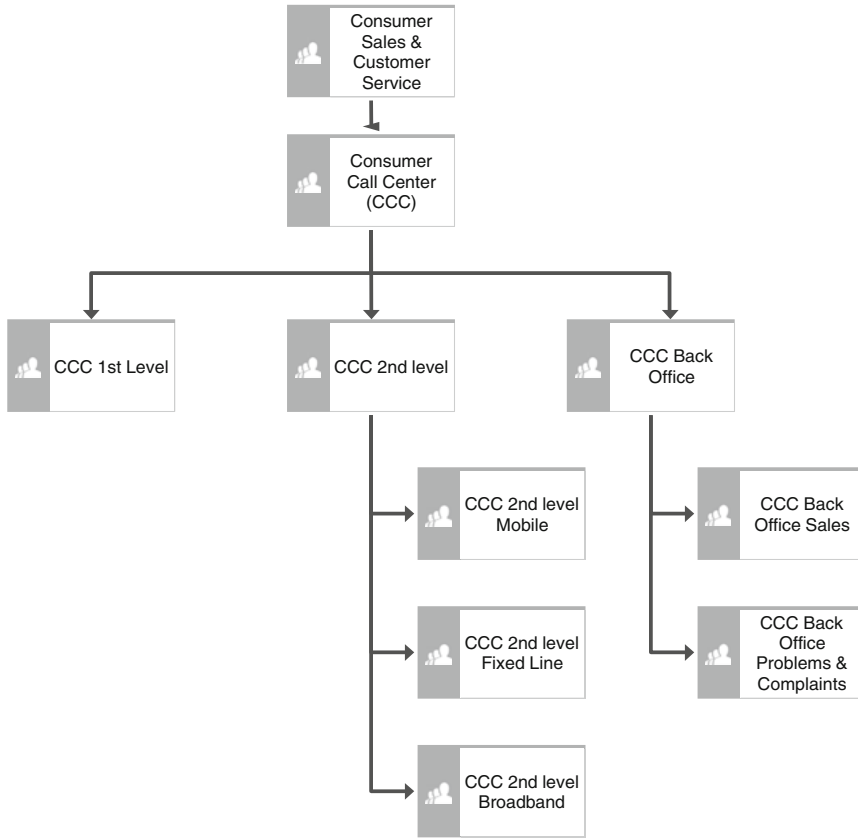 Consumer
Sales &
Customer
Service
Consumer
Call Center
(CCC)
CCC 1st Level
CCC 2nd level
CCC Back
Office
CCC 2nd level
Mobile
CCC Back
Office Sales
CCC 2nd level
Fixed Line
CCC Back
Office
Problems &
Complaints
CCC 2nd level
Broadband